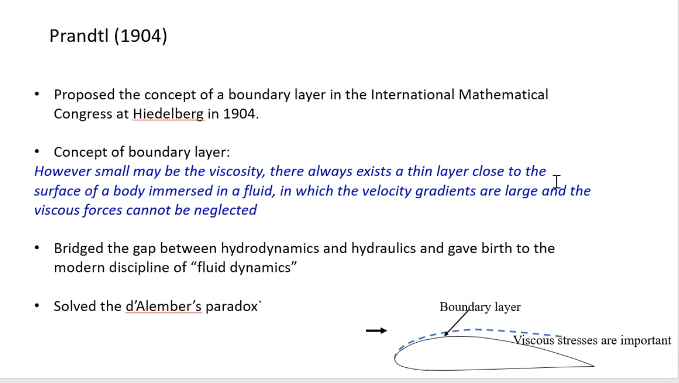 Prandtl (1904)
• Proposed the concept of a boundary layer in the International Mathematical
Congress at Hiedelberg in 1904.
• Concept of boundary layer:
However small may be the viscosity, there always exists a thin layer close to the
surface of a body immersed in a fluid, in which the velocity gradients are large and the
viscous forces cannot be neglected
• Bridged the gap between hydrodynamics and hydraulics and gave birth to the
modern discipline of “fluid dynamics”
• Solved the d’Alember’s paradox`
Boundary layer
Viscous stresses are important